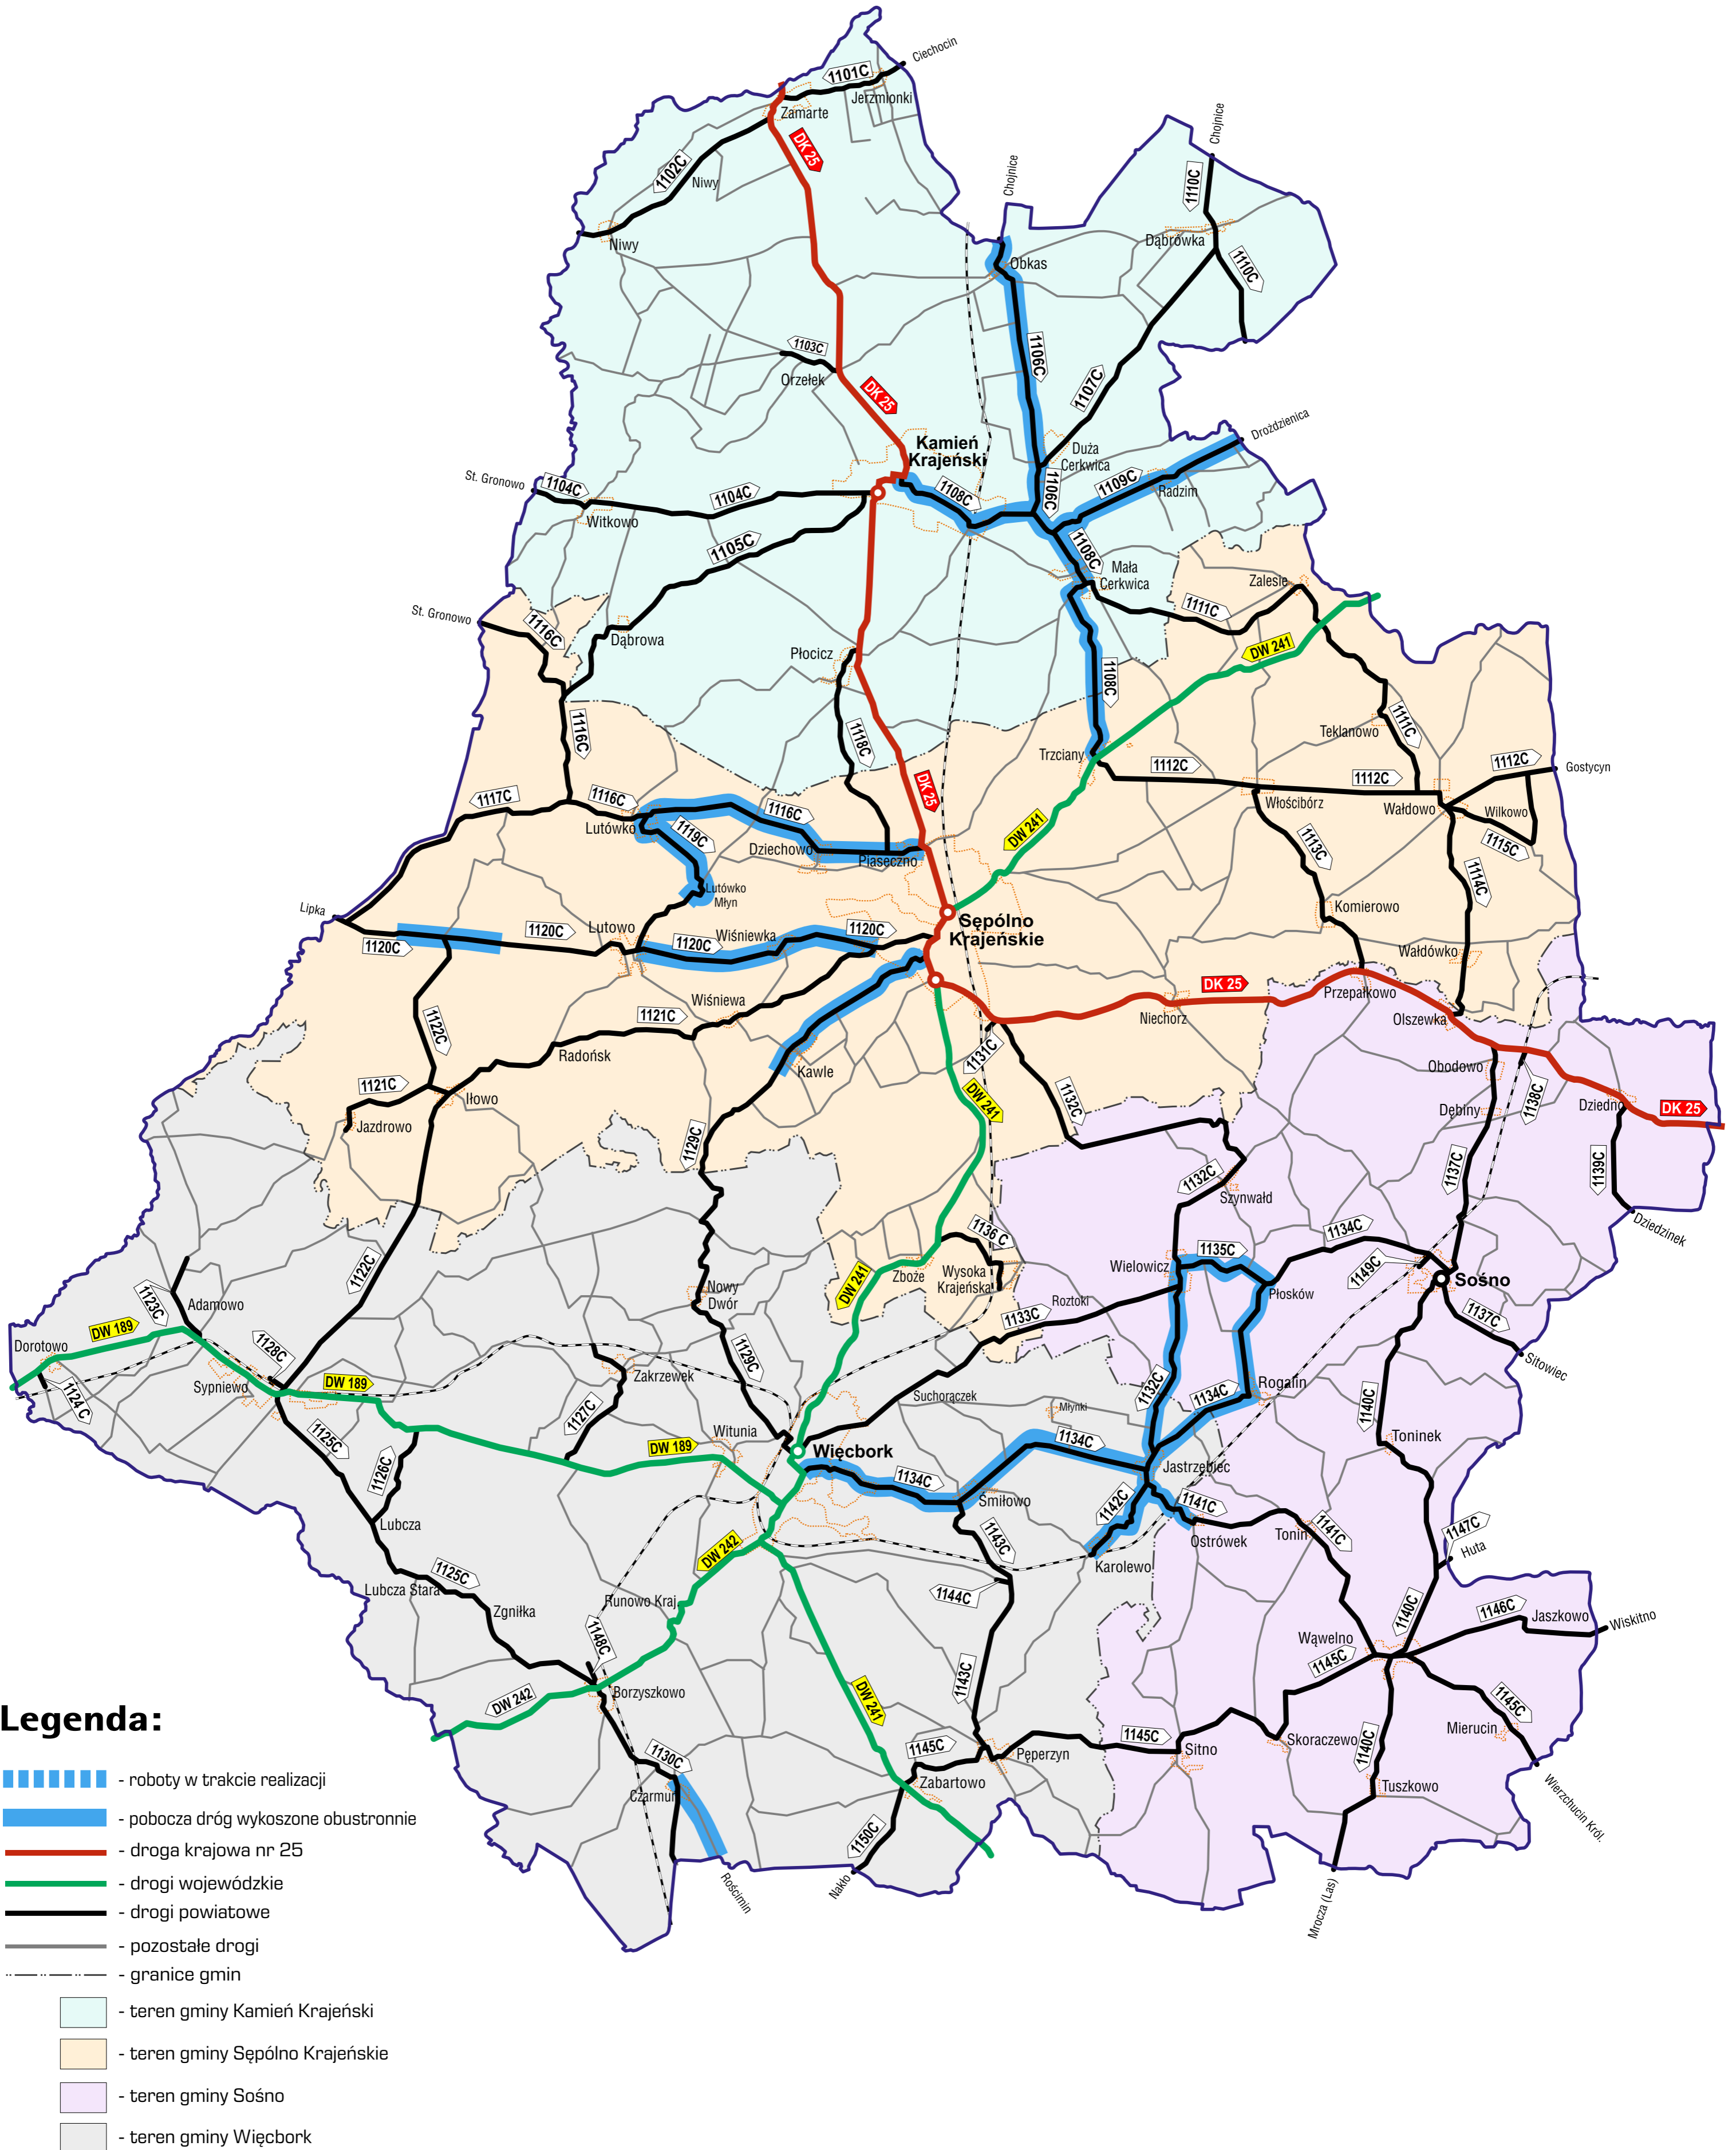 Ciechocin
1101C
Jerzmionki
Zamarte
DK 25
1102C
Niwy
Niwy
Chojnice
Chojnice
1110C
Dąbrówka
1110C
Obkas
1106C
1103C
Orzełek
DK 25
1107C
Kamień
Krajeński
Duża
Cerkwica
Drożdzienica
St. Gronowo
1104C
1104C
Witkowo
1108C
1106C
1109C
Radzim
1105C
1108C
Mała
Cerkwica
Zalesie
St. Gronowo
1116C
Dąbrowa
1111C
Płocicz
DW 241
1108C
1116C
1118C
Trzciany
Teklanowo
1111C
1112C
1112C
1112C
Gostycyn
DK 25
1117C
1116C
1116C
Włościbórz
Wałdowo
Wilkowo
Lutówko
1119C
DW 241
Dziechowo
Piaseczno
1113C
1115C
1114C
Lutówko
Młyn
Lipka
Komierowo
Sępólno
Krajeńskie
1120C
1120C
Lutowo
1120C
Wiśniewka
1120C
Wałdówko
DK 25
Przepałkowo
Wiśniewa
1121C
Niechorz
Olszewka
1122C
Radońsk
Kawle
1131C
Obodowo
1121C
Iłowo
DW 241
1132C
Dębiny
1138C
Dziedno
DK 25
Jazdrowo
1129C
1137C
1139C
1132C
Szynwałd
Dziedzinek
1136 C
1134C
1122C
Wielowicz
1135C
1149C
Zboże
Wysoka
Krajeńska
DW 241
Sośno
Nowy
Dwór
Płosków
1123C
Adamowo
Roztoki
1133C
1137C
DW 189
Dorotowo
1128C
1129C
Sitowiec
Sypniewo
Zakrzewek
1124 C
DW 189
Suchorączek
1132C
1134C
Rogalin
1140C
1127C
Młynki
1125C
Witunia
DW 189
Więcbork
1134C
Toninek
1126C
Jastrzębiec
1134C
Śmiłowo
1142C
1141C
Lubcza
Ostrówek
Tonin
1141C
1147C
Huta
DW 242
1143C
Karolewo
1125C
Lubcza Stara
1144C
Runowo Kraj.
Zgniłka
1140C
1146C
Jaszkowo
Wiskitno
1148C
Wąwelno
1145C
1143C
DW 242
Borzyszkowo
DW 241
1145C
Mierucin
1145C
1145C
Skoraczewo
1140C
Pęperzyn
Sitno
1130C
Czarmuń
Zabartowo
Tuszkowo
Wierzchucin Król.
1150C
Rościmin
Nakło
Mrocza (Las)
Legenda:
- roboty w trakcie realizacji
- pobocza dróg wykoszone obustronnie
- droga krajowa nr 25
- drogi wojewódzkie
- drogi powiatowe
- pozostałe drogi
- granice gmin
- teren gminy Kamień Krajeński
- teren gminy Sępólno Krajeńskie
- teren gminy Sośno
- teren gminy Więcbork